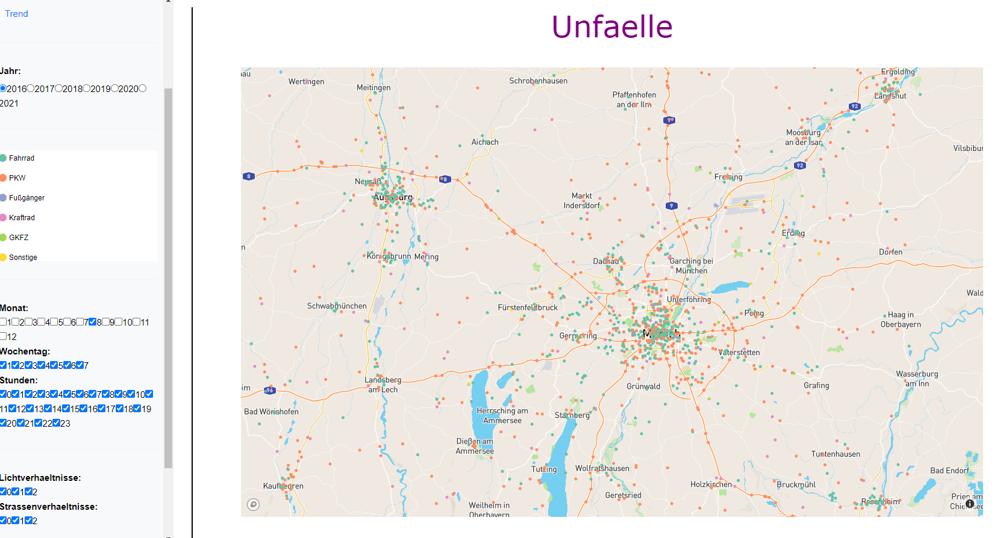 Trend
Unfaelle
Jahr:
2016 2017 2018 2019 2020
2021
Fahrrad
PKW
Fußgänger
Kraftrad
GKFZ
Sonstige
Monat:
1 2 3 4 5 6 7 8 9 10 11
12
Wochentag:
1 2 3 4 5 6 7
Stunden:
0 1 2 3 4 5 6 7 8 9 10
11 12 13 14 15 16 17 18 19
20 21 22 23
Lichtverhaeltnisse:
0 1 2
Strassenverhaeltnisse:
0 1 2
Wertingen
Meitingen
Schrobenhausen
Ergolding
Pfaffenhofen
an der Ilm
Landshut
92
9
Moosburg
an der Isar
Aichach
Vilsbibur
92
8
8
Neusäß
Freising
Augsburg
Markt
Indersdorf
9
Erding
Dorfen
Königsbrunn
Mering
Dachau
Garching bei
München
Schwabmünchen
Fürstenfeldbruck
Unterföhring
Poing
Wald
Haag in
Oberbayern
Germering
München
Vaterstetten
Landsberg
am Lech
Grünwald
Grafing
Wasserburg
am Inn
eim
96
Bad Wörishofen
Herrsching am
Ammersee
Starnberg
Dießen am
Ammersee
Tuntenhausen
Tutzing
Wolfratshausen
Bad Endorf
Kaufbeuren
Holzkirchen
Bruckmühl
Geretsried
Rosenheim
Prien am
Chiemsee
Weilheim in
Oberbayern